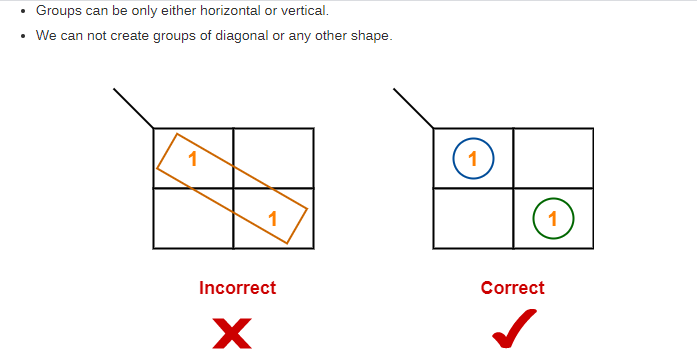 Groups can be only either horizontal or vertical.
We can not create groups of diagonal or any other shape.
1
1
1
1
Incorrect
Correct